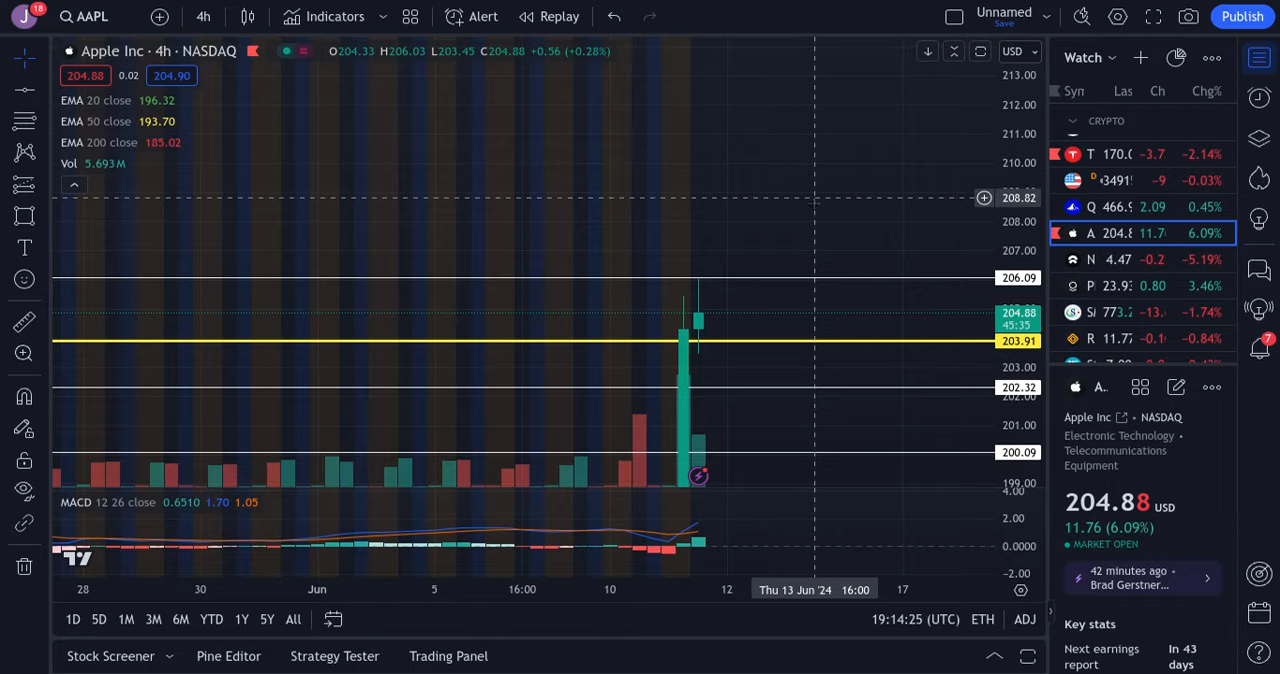 J 18 AAPL 4h Indicators Alert Replay Unnamed Save Publish
Apple Inc · 4h · NASDAQ O204.33 H206.03 L203.45 C204.88 +0.56 (+0.28%) USD
204.88 0.02 204.90
EMA 20 close 196.32
EMA 50 close 193.70
EMA 200 close 185.02
Vol 5.693M
213.00
212.00
211.00
210.00
208.82
208.00
207.00
206.09
204.88
45:35
203.91
203.00
202.32
202.00
201.00
200.09
199.00
MACD 12 26 close 0.6510 1.70 1.05
4.00
2.00
0.0000
−2.00
28 30 Jun 5 16:00 10 12 Thu 13 Jun '24 16:00 17
1D 5D 1M 3M 6M YTD 1Y 5Y All 19:14:25 (UTC) ETH ADJ
Stock Screener Pine Editor Strategy Tester Trading Panel
Watch
Syn Las Ch Chg%
CRYPTO
T 170.0 −3.7 −2.14%
D 3491 −9 −0.03%
Q 466.9 2.09 0.45%
A 204.8 11.7 6.09%
N 4.47 −0.2 −5.19%
P 23.93 0.80 3.46%
S 773.2 −13. −1.74%
R 11.77 −0.1 −0.84%
A..
Apple Inc · NASDAQ
Electronic Technology •
Telecommunications
Equipment
204.88 USD
11.76 (6.09%)
MARKET OPEN
42 minutes ago •
Brad Gerstner...
Key stats
Next earnings
report
In 43
days
7